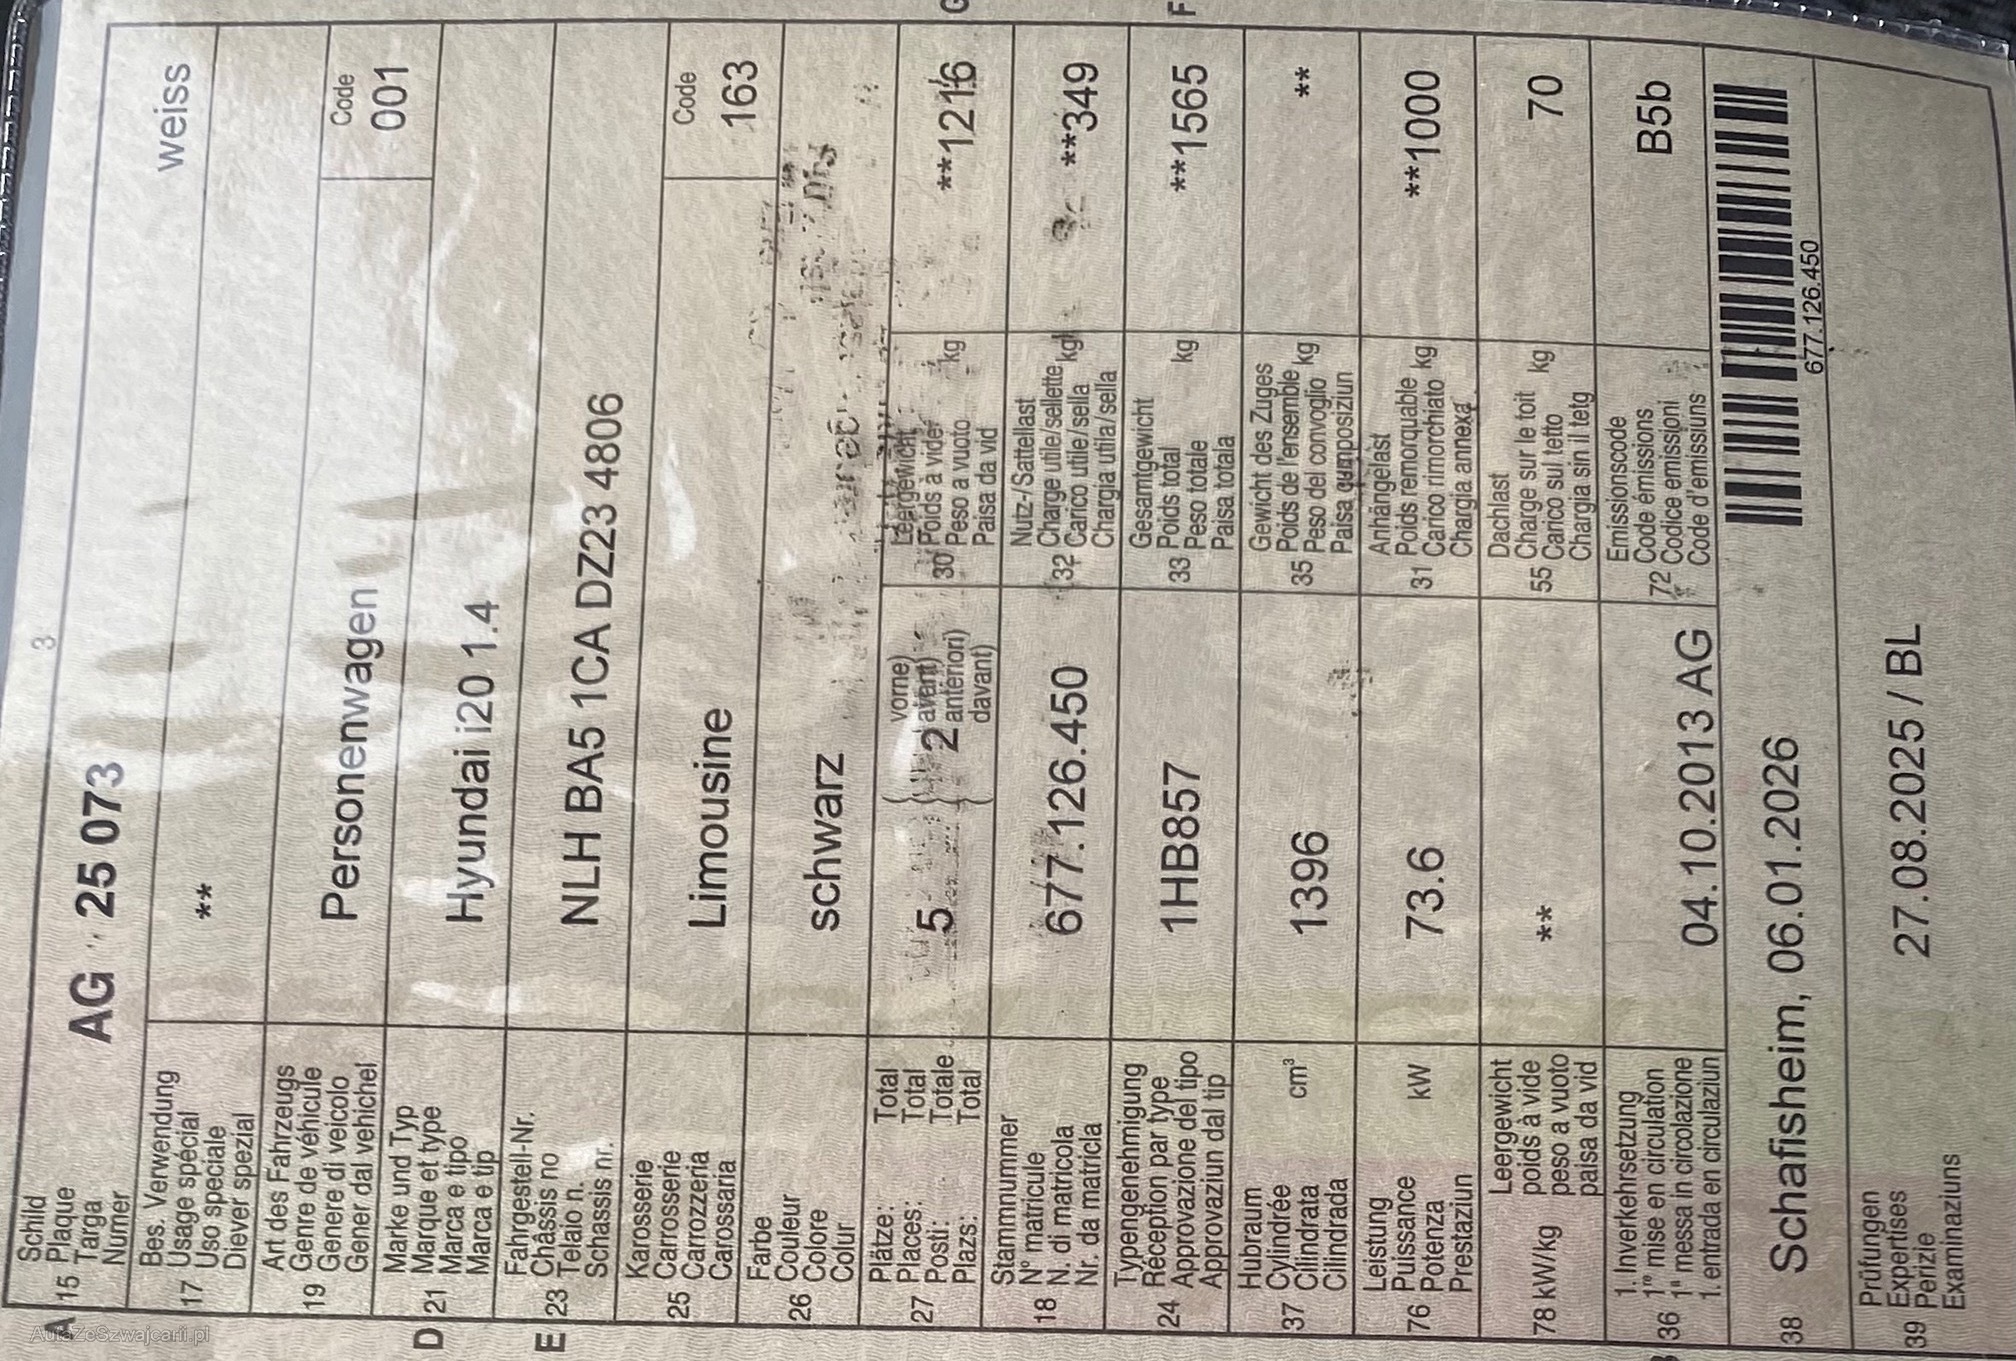 3
Schild
A 15 Plaque
Targa
Numer
AG 25 073
weiss
Bes. Verwendung
17 Usage spécial
Uso speciale
Diever spezial
**
Art des Fahrzeugs
19 Genre de véhicule
Genere di veicolo
Gener dal vehichel
Personenwagen
Code
001
Marke und Typ
D 21 Marque et type
Marca e tipo
Marca e tip
Hyundai i20 1.4
Fahrgestell-Nr.
E 23 Châssis no
Telaio n.
Schassis nr.
NLH BA5 1CA DZ23 4806
Karosserie
25 Carrosserie
Carrozzeria
Carossaria
Limousine
Code
163
Farbe
26 Couleur
Colore
Colur
schwarz
Plätze: Total
27 Places: Total
Posti: Totale
Plazs: Total
5
vorne)
2 avant)
anteriori)
davant)
Leergewicht
30 Poids à vide
Peso a vuoto kg
Paisa da vid
**1216
Stammnummer
18 N° matricule
N. di matricola
Nr. da matricla
677.126.450
Nutz-/Sattellast
32 Charge utile/sellette
Carico utile/sella kg
Chargia utila/sella
**349
Typengenehmigung
24 Réception par type
Approvazione del tipo
Approvaziun dal tip
1HB857
Gesamtgewicht
33 Poids total kg
Peso totale
Paisa totala
**1565
Hubraum
37 Cylindrée cm³
Cilindrata
Cilindrada
1396
Gewicht des Zuges
35 Poids de l'ensemble kg
Peso del convoglio
Paisa cumposiziun
**
Leistung
76 Puissance kW
Potenza
Prestaziun
73.6
Anhängelast
31 Poids remorquable kg
Carico rimorchiato
Chargia annexa
**1000
Leergewicht
78 kW/kg poids à vide
peso a vuoto
paisa da vid
**
Dachlast
55 Charge sur le toit kg
Carico sul tetto
Chargia sin il tetg
70
1. Inverkehrsetzung
36 1re mise en circulation
1a messa in circolazione
1. entrada en circulaziun
04.10.2013 AG
Emissionscode
72 Code émissions
Codice emissioni
Code d'emissiuns
B5b
38 Schafisheim, 06.01.2026
677.126.450
Prüfungen
39 Expertises
Perizie
Examinaziuns
27.08.2025 / BL
AutaZeSzwajcarii.pl